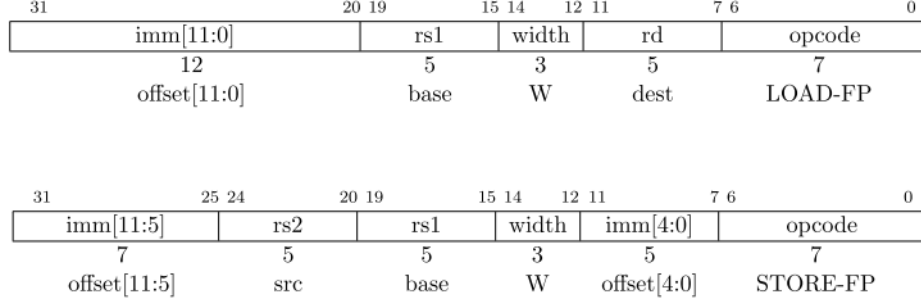 31 20 19 15 14 12 11 7 6 0
imm[11:0] rs1 width rd opcode
12 5 3 5 7
offset[11:0] base W dest LOAD-FP
31 25 24 20 19 15 14 12 11 7 6 0
imm[11:5] rs2 rs1 width imm[4:0] opcode
7 5 5 3 5 7
offset[11:5] src base W offset[4:0] STORE-FP